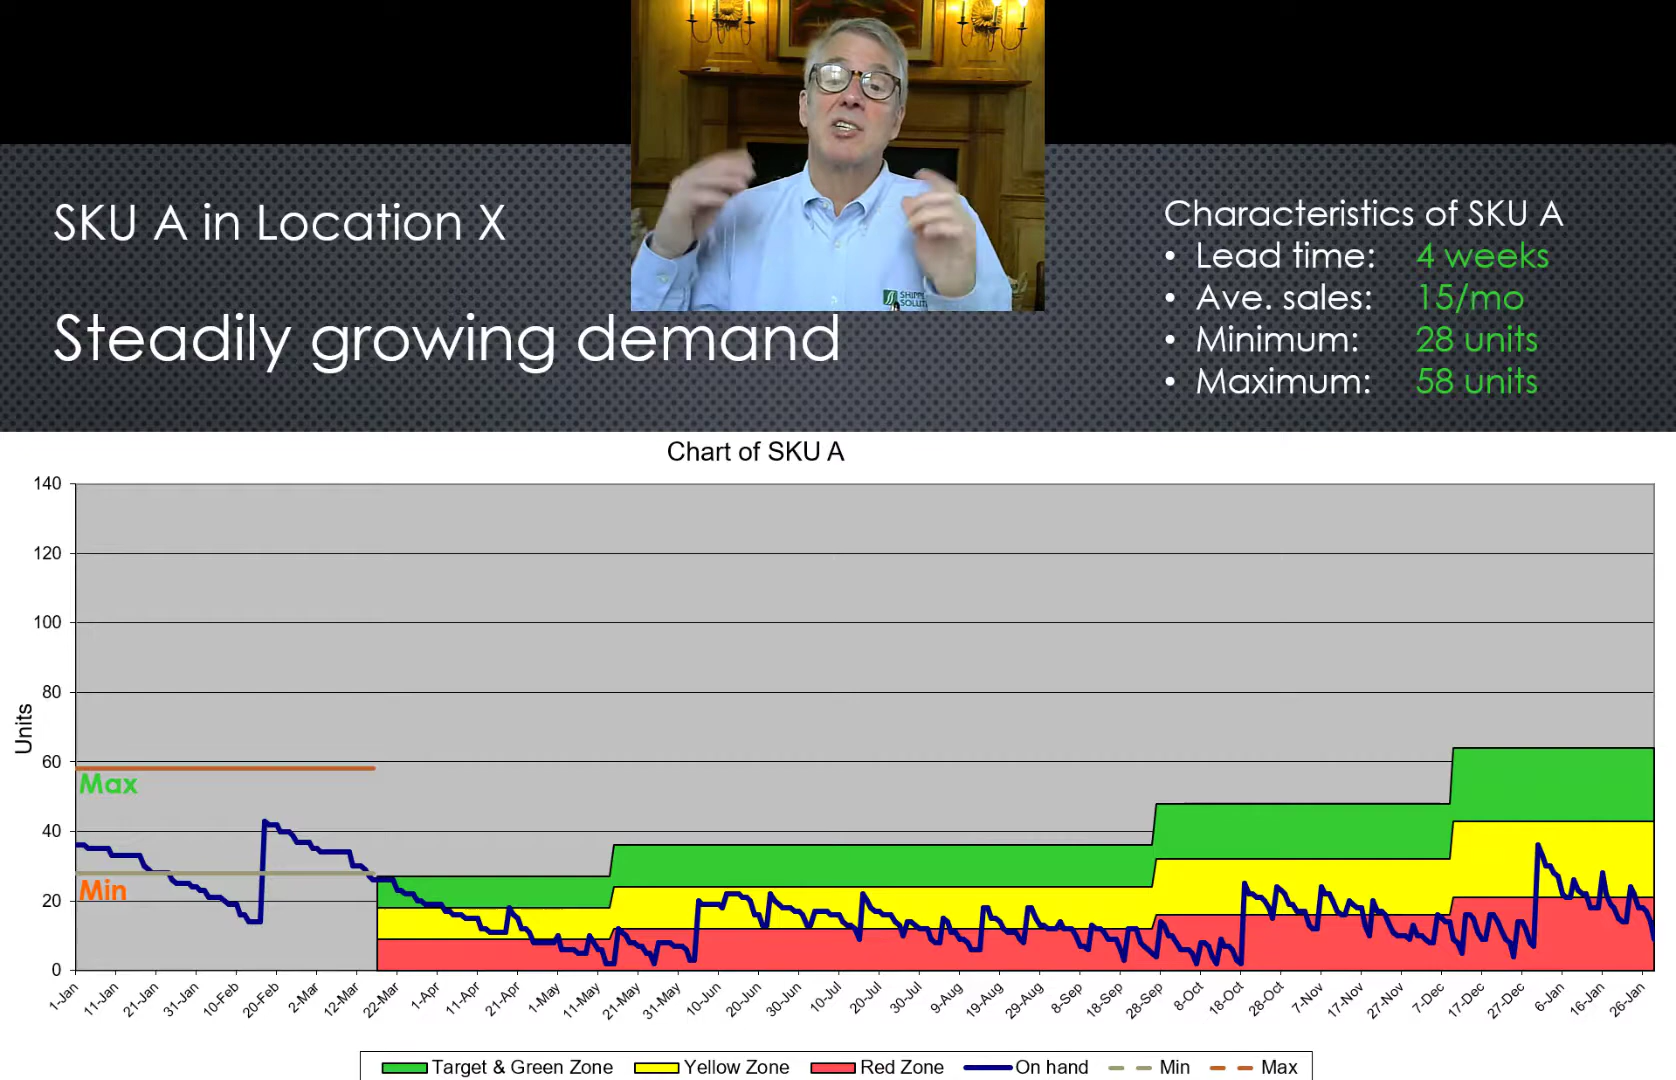 SKU A in Location X
Steadily growing demand
Characteristics of SKU A
• Lead time: 4 weeks
• Ave. sales: 15/mo
• Minimum: 28 units
• Maximum: 58 units
Chart of SKU A
Units
140
120
100
80
60
40
20
0
Max
Min
1-Jan 11-Jan 21-Jan 31-Jan 10-Feb 20-Feb 2-Mar 12-Mar 22-Mar 1-Apr 11-Apr 21-Apr 1-May 11-May 21-May 31-May 10-Jun 20-Jun 30-Jun 10-Jul 20-Jul 30-Jul 9-Aug 19-Aug 29-Aug 8-Sep 18-Sep 28-Sep 8-Oct 18-Oct 28-Oct 7-Nov 17-Nov 27-Nov 7-Dec 17-Dec 27-Dec 6-Jan 16-Jan 26-Jan
Target & Green Zone Yellow Zone Red Zone On hand Min Max